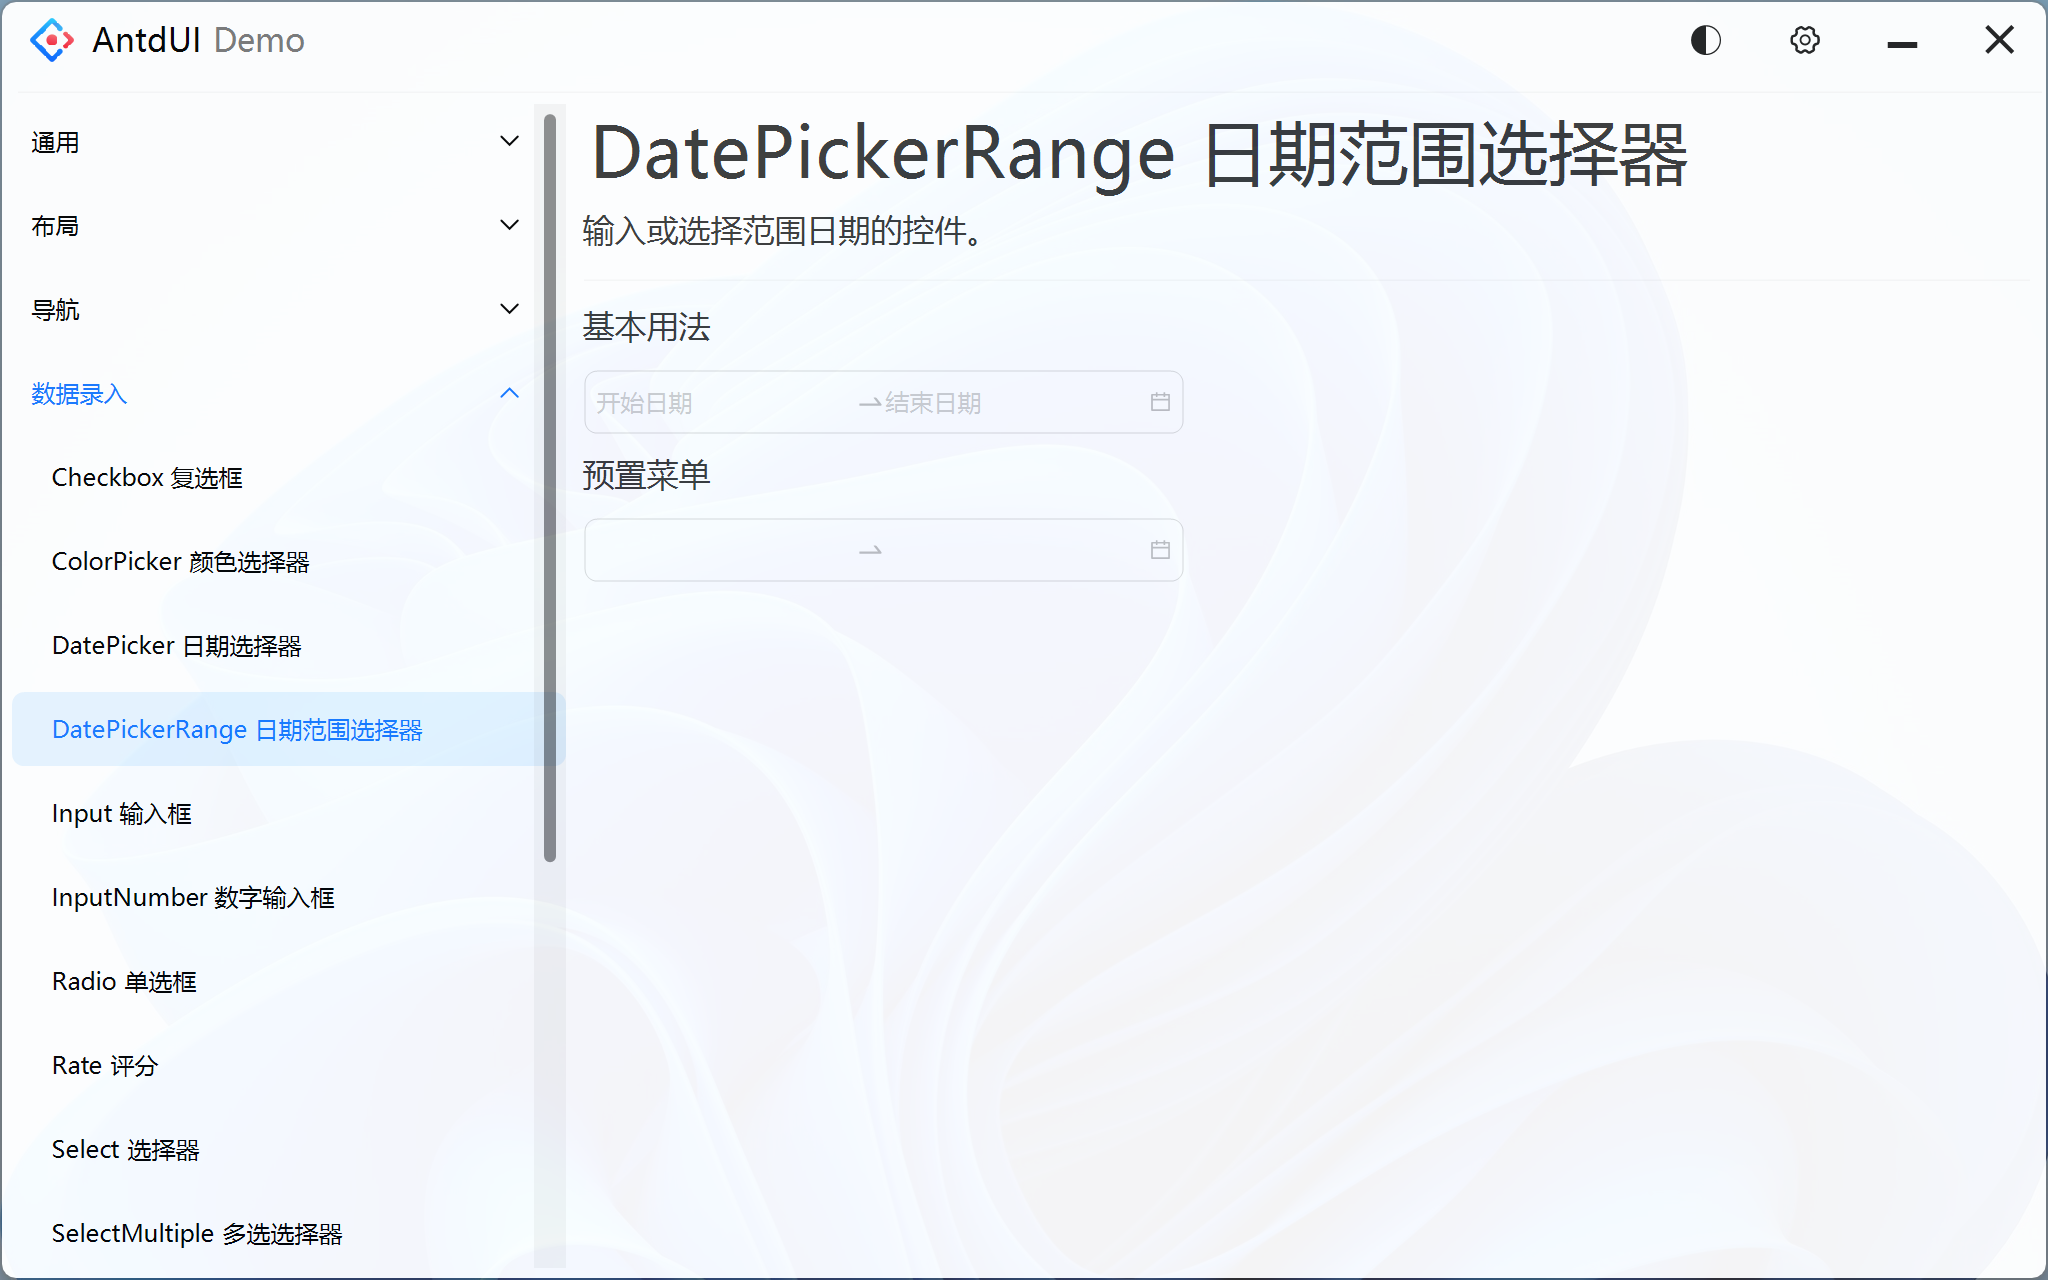 AntdUI Demo
通用
布局
导航
数据录入
Checkbox 复选框
ColorPicker 颜色选择器
DatePicker 日期选择器
DatePickerRange 日期范围选择器
Input 输入框
InputNumber 数字输入框
Radio 单选框
Rate 评分
Select 选择器
SelectMultiple 多选选择器
DatePickerRange 日期范围选择器
输入或选择范围日期的控件。
基本用法
开始日期 结束日期
预置菜单